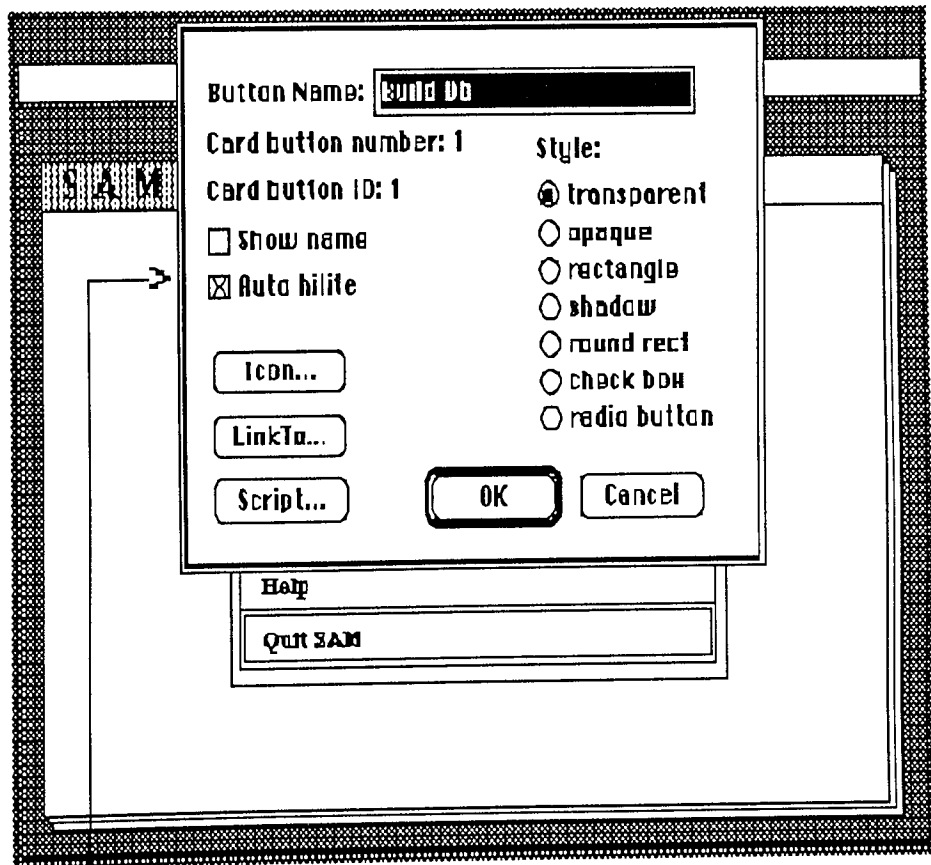 Button Name: Build Db
Card button number: 1
Card button ID: 1
Show name
Auto hilite
Icon...
LinkTo...
Script...
Style:
transparent
opaque
rectangle
shadow
round rect
check box
radio button
OK
Cancel
SAM
Help
Quit SAM